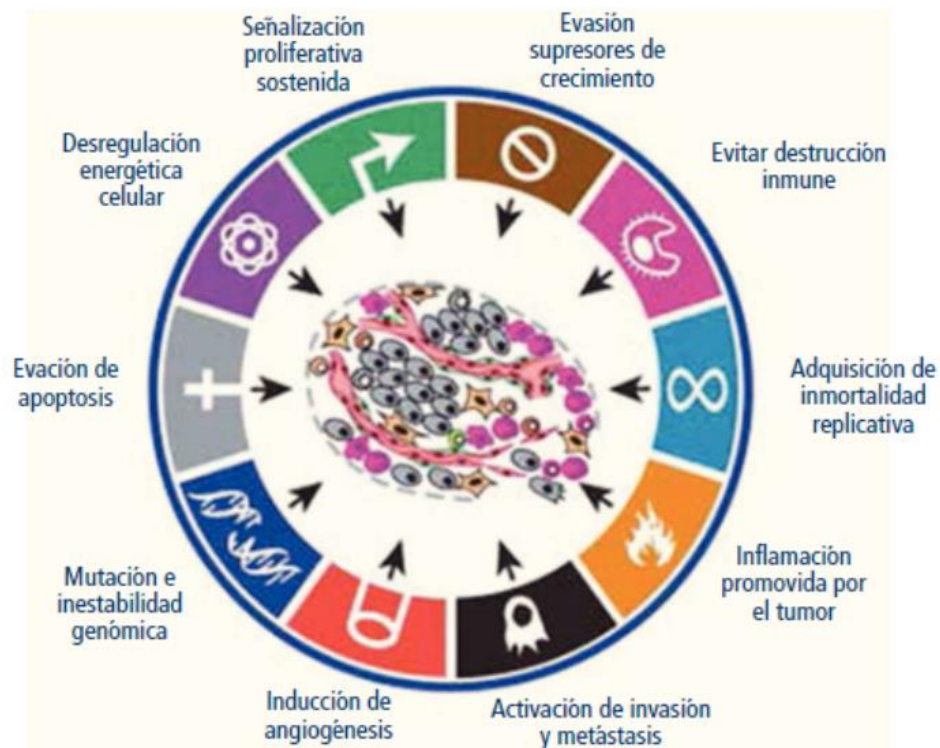 Señalización
proliferativa
sostenida
Evasión
supresores de
crecimiento
Evitar destrucción
inmune
Adquisición de
inmortalidad
replicativa
Inflamación
promovida por
el tumor
Activación de invasión
y metástasis
Inducción de
angiogénesis
Mutación e
inestabilidad
genómica
Evación de
apoptosis
Desregulación
energética
celular